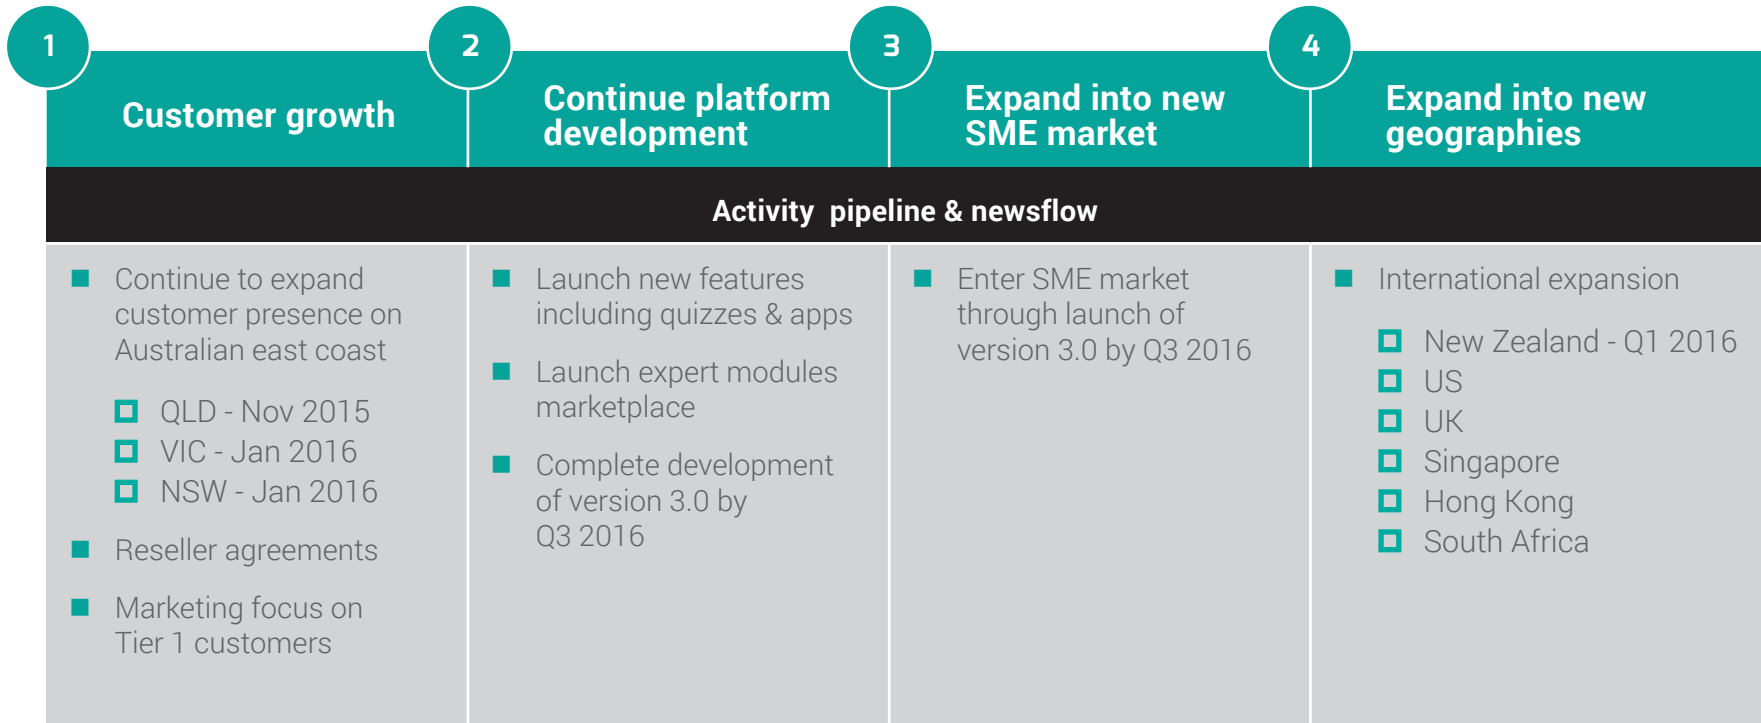 1
Customer growth
2
Continue platform
development
3
Expand into new
SME market
4
Expand into new
geographies
Activity pipeline & newsflow
Continue to expand
customer presence on
Australian east coast
QLD - Nov 2015
VIC - Jan 2016
NSW - Jan 2016
Reseller agreements
Marketing focus on
Tier 1 customers
Launch new features
including quizzes & apps
Launch expert modules
marketplace
Complete development
of version 3.0 by
Q3 2016
Enter SME market
through launch of
version 3.0 by Q3 2016
International expansion
New Zealand - Q1 2016
US
UK
Singapore
Hong Kong
South Africa